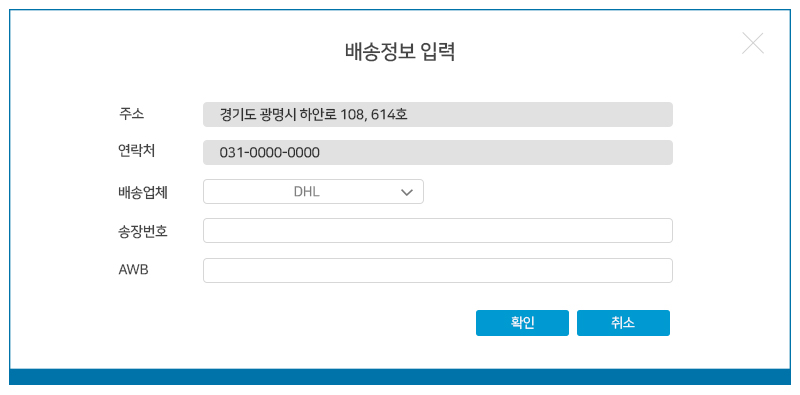 배송정보 입력
주소 경기도 광명시 하안로 108, 614호
연락처 031-0000-0000
배송업체 DHL
송장번호
AWB
확인 취소